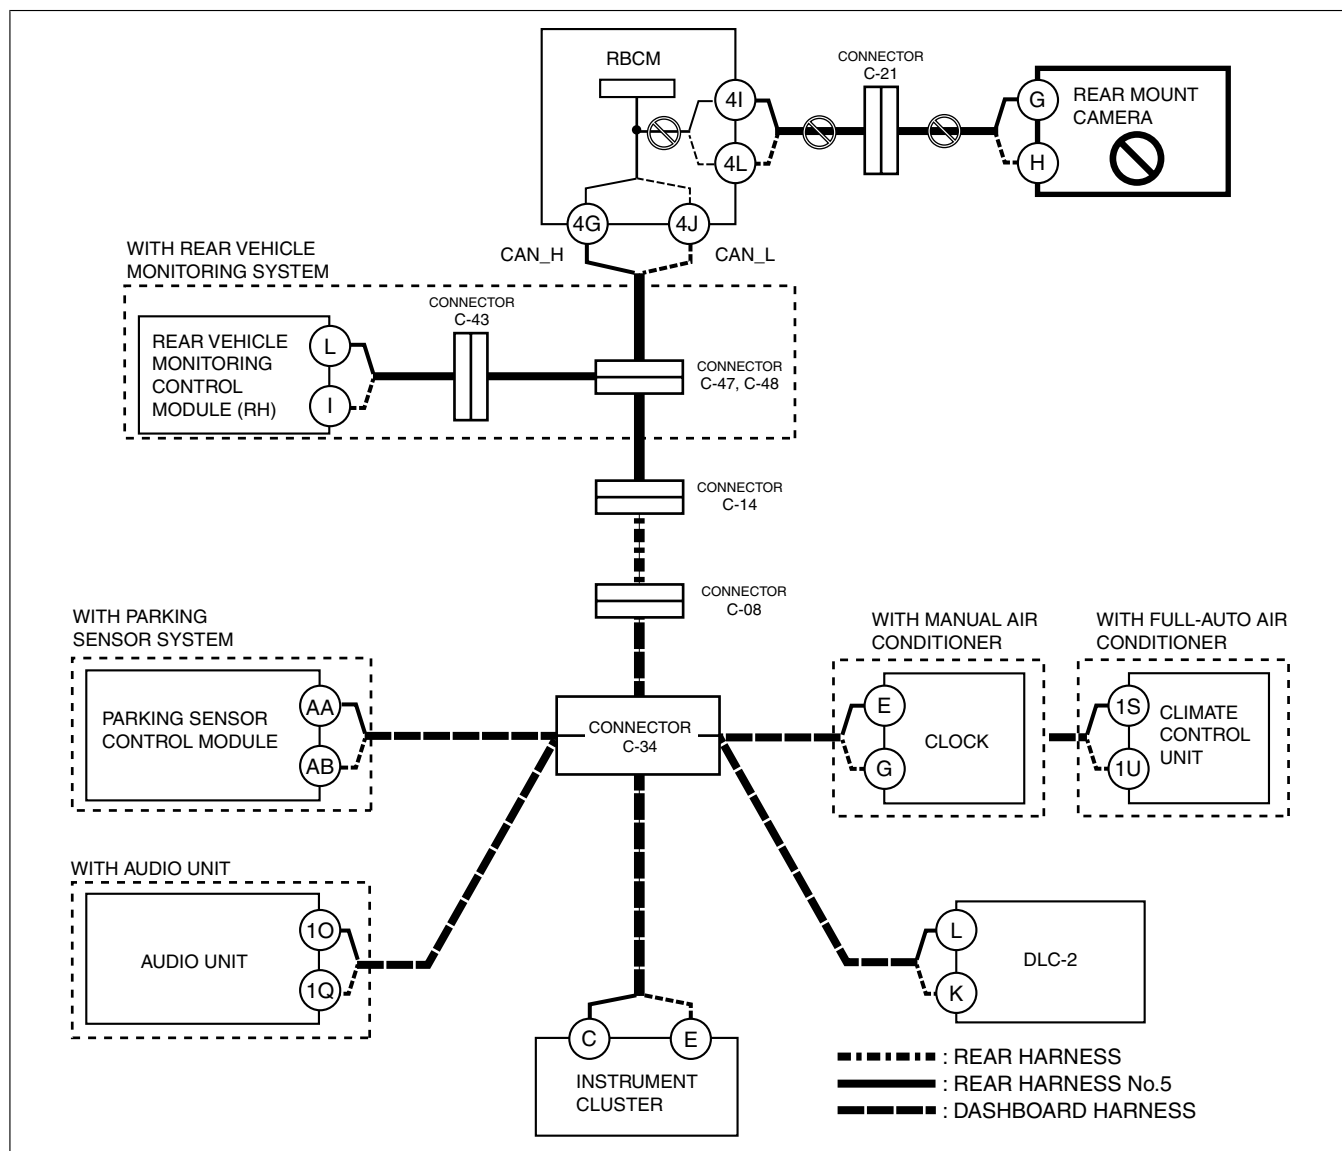 RBCM
4I
4L
4G
4J
CAN_H
CAN_L
CONNECTOR
C-21
G
H
REAR MOUNT
CAMERA
WITH REAR VEHICLE
MONITORING SYSTEM
REAR VEHICLE
MONITORING
CONTROL
MODULE (RH)
L
I
CONNECTOR
C-43
CONNECTOR
C-47, C-48
CONNECTOR
C-14
CONNECTOR
C-08
WITH PARKING
SENSOR SYSTEM
PARKING SENSOR
CONTROL MODULE
AA
AB
CONNECTOR
C-34
WITH MANUAL AIR
CONDITIONER
E
G
CLOCK
WITH FULL-AUTO AIR
CONDITIONER
1S
1U
CLIMATE
CONTROL
UNIT
WITH AUDIO UNIT
AUDIO UNIT
1O
1Q
L
K
DLC-2
C
E
INSTRUMENT
CLUSTER
: REAR HARNESS
: REAR HARNESS No.5
: DASHBOARD HARNESS